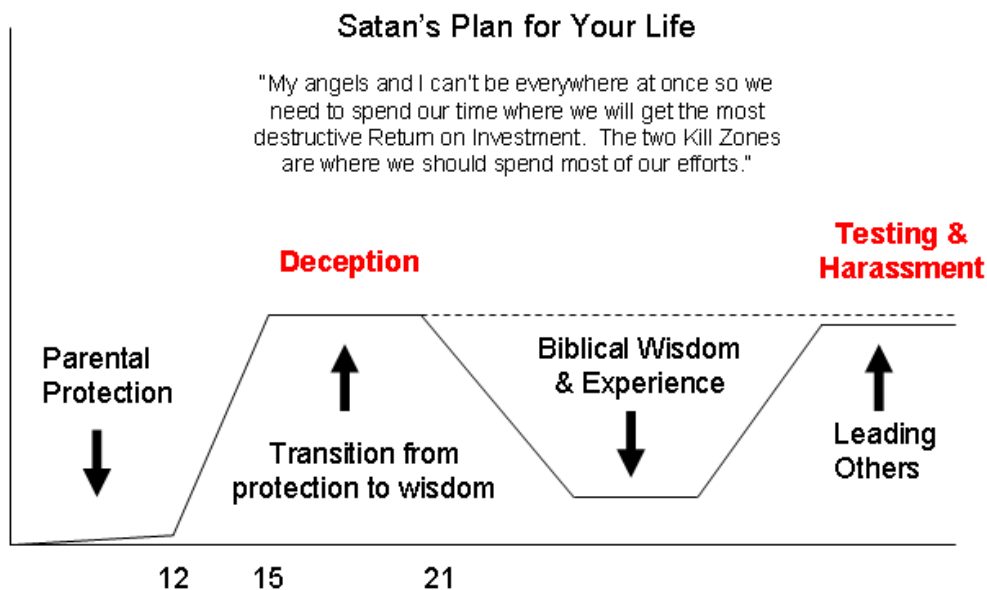 Satan's Plan for Your Life
"My angels and I can't be everywhere at once so we
need to spend our time where we will get the most
destructive Return on Investment.  The two Kill Zones
are where we should spend most of our efforts."
Testing &
Harassment
Deception
Parental
Protection
Biblical Wisdom
& Experience
Transition from
protection to wisdom
Leading
Others
12
15
21